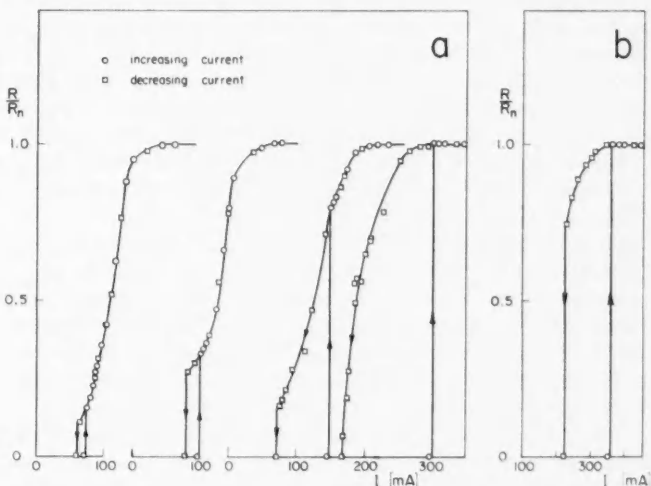 a
b
○ increasing current
□ decreasing current
R/Rn
R/Rn
1.0
1.0
0.5
0.5
0
0
0 100 0 100 0 100 200 300
100 300
I [mA]
I [mA]